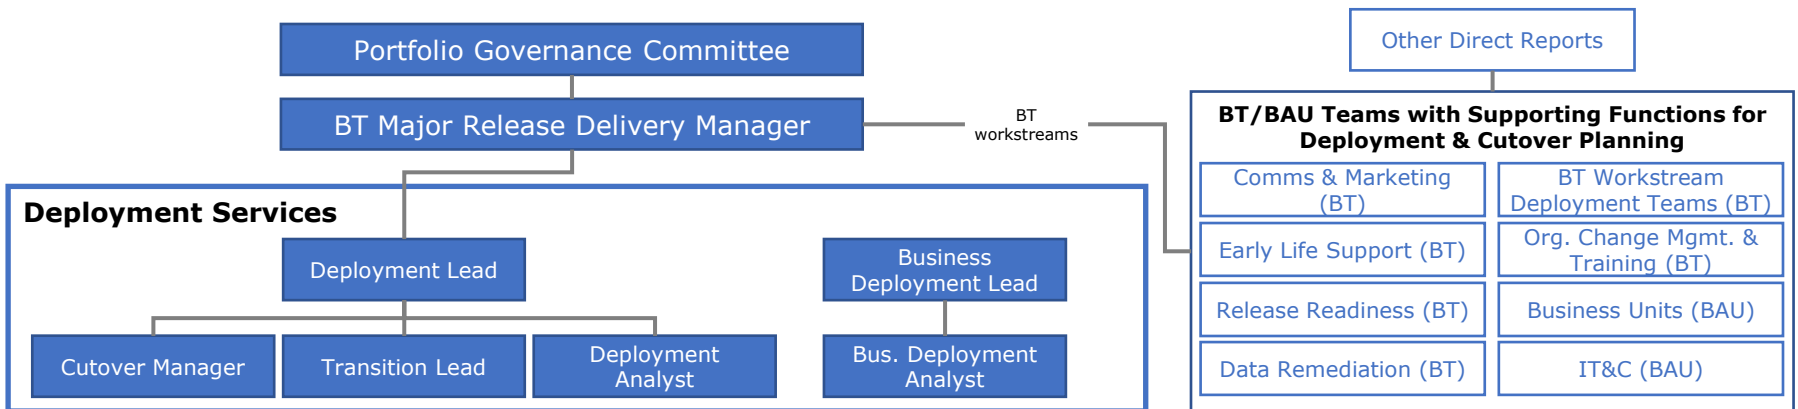 Portfolio Governance Committee
Other Direct Reports
BT Major Release Delivery Manager
BT
workstreams
BT/BAU Teams with Supporting Functions for
Deployment & Cutover Planning
Comms & Marketing
(BT)
BT Workstream
Deployment Teams (BT)
Early Life Support (BT)
Org. Change Mgmt. &
Training (BT)
Release Readiness (BT)
Business Units (BAU)
Data Remediation (BT)
IT&C (BAU)
Deployment Services
Deployment Lead
Business
Deployment Lead
Cutover Manager
Transition Lead
Deployment
Analyst
Bus. Deployment
Analyst